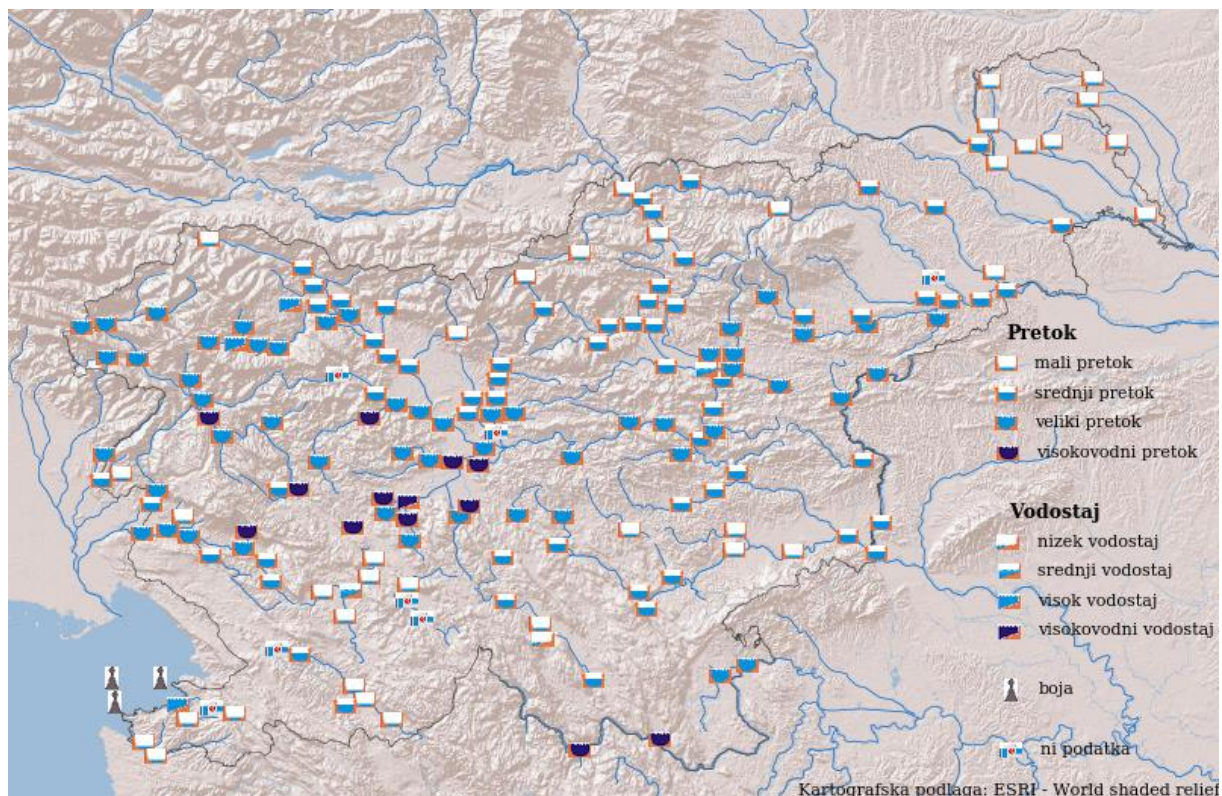 Pretok
mali pretok
srednji pretok
veliki pretok
visokovodni pretok
Vodostaj
nizek vodostaj
srednji vodostaj
visok vodostaj
visokovodni vodostaj
boja
ni podatka
Kartografska podlaga: ESRI - World shaded relief